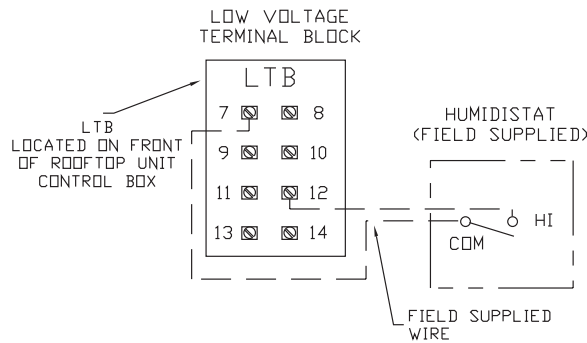 LOW VOLTAGE
TERMINAL BLOCK
LTB
LTB
LOCATED ON FRONT
OF ROOFTOP UNIT
CONTROL BOX
7 8
9 10
11 12
13 14
HUMIDISTAT
(FIELD SUPPLIED)
HI
COM
FIELD SUPPLIED
WIRE